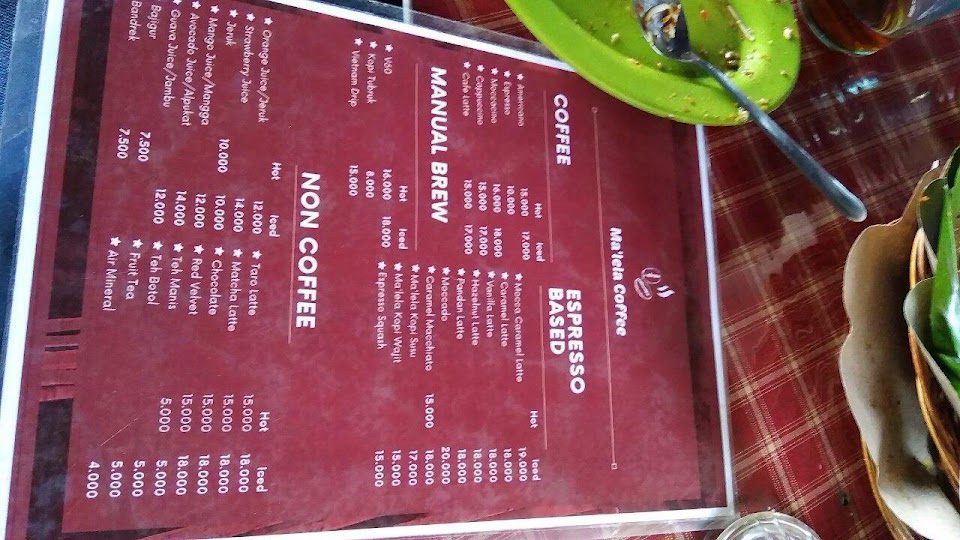 Ma'lela Coffee
COFFEE
Hot Iced
★ Americano 15.000 17.000
★ Espresso 10.000
★ Moccacino 16.000 18.000
★ Cappuccino 15.000 17.000
★ Cafe Latte 15.000 17.000
MANUAL BREW
Hot Iced
★ V60 16.000 18.000
★ Kopi Tubruk 8.000
★ Vietnam Drip 15.000
ESPRESSO
BASED
Hot Iced
★ Mocca Caramel Latte 19.000
★ Caramel Latte 18.000
★ Vanilla Latte 18.000
★ Hazelnut Latte 18.000
★ Pandan Latte 18.000
★ Moccado 20.000
★ Caramel Macchiato 15.000 18.000
★ Ma'lela Kopi Susu 17.000
★ Ma'lela Kopi Wajit 15.000
★ Espresso Squash 15.000
NON COFFEE
Hot Iced
★ Orange Juice/Jeruk 12.000
★ Strawberry Juice 14.000
★ Jeruk 10.000 10.000
★ Mango Juice/Mangga 12.000
★ Avocado Juice/Alpukat 14.000
★ Guava Juice/Jambu 12.000
★ Bajigur 7.500
Bandrek 7.500
Hot Iced
★ Taro Latte 15.000 18.000
★ Matcha Latte 15.000 18.000
★ Chocolate 15.000 18.000
★ Red Velvet 15.000 18.000
★ Teh Manis 5.000 5.000
★ Teh Botol 5.000
★ Fruit Tea 5.000
★ Air Mineral 4.000